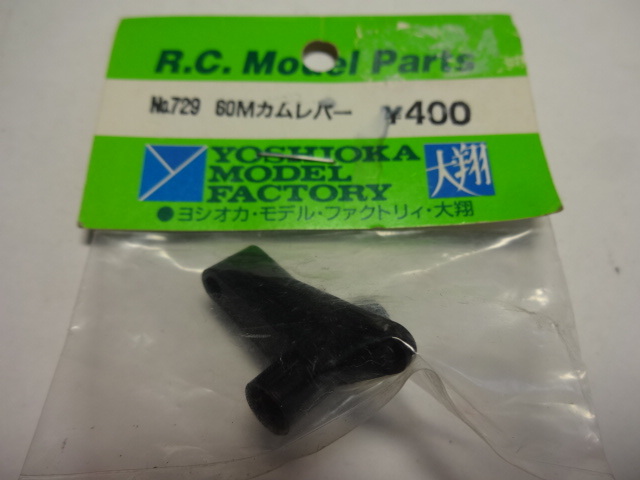 R.C. Model Parts
No.729 60Mカムレバー ¥400
YOSHIOKA
MODEL
FACTORY
大翔
●ヨシオカ・モデル・ファクトリィ・大翔